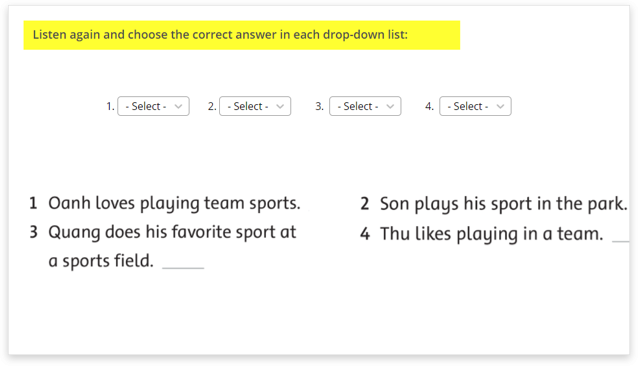 Listen again and choose the correct answer in each drop-down list:
1. - Select - 2. - Select - 3. - Select - 4. - Select -
1 Oanh loves playing team sports.
2 Son plays his sport in the park.
3 Quang does his favorite sport at
a sports field.
4 Thu likes playing in a team.